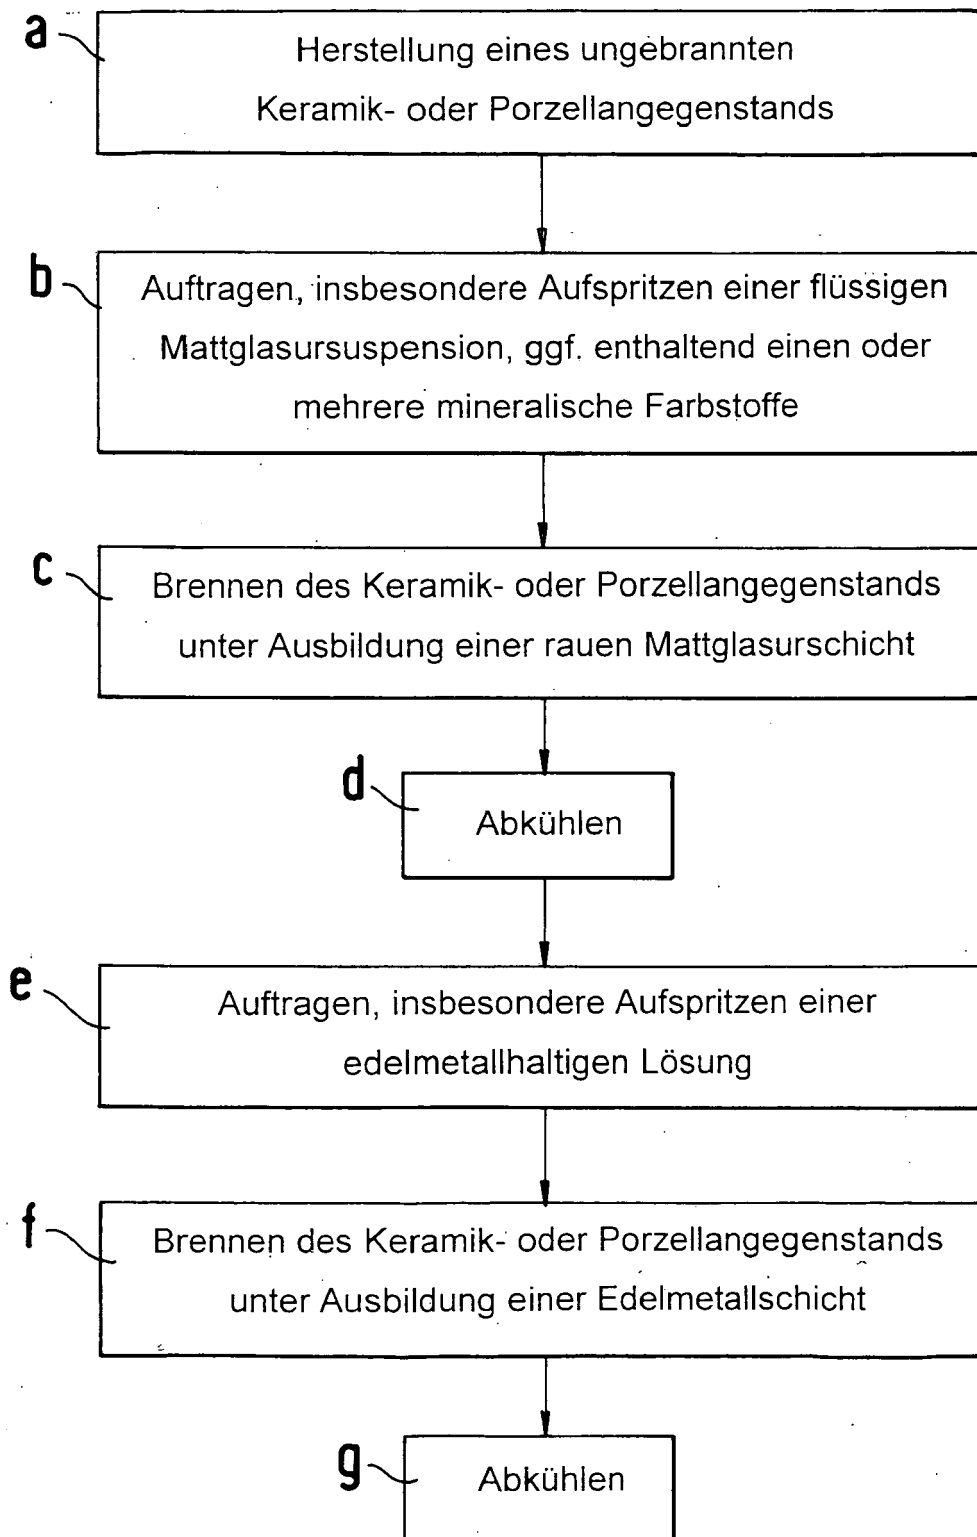 a
Herstellung eines ungebrannten
Keramik- oder Porzellangegenstands
b
Auftragen, insbesondere Aufspritzen einer flüssigen
Mattglasursuspension, ggf. enthaltend einen oder
mehrere mineralische Farbstoffe
c
Brennen des Keramik- oder Porzellangegenstands
unter Ausbildung einer rauen Mattglasurschicht
d
Abkühlen
e
Auftragen, insbesondere Aufspritzen einer
edelmetallhaltigen Lösung
f
Brennen des Keramik- oder Porzellangegenstands
unter Ausbildung einer Edelmetallschicht
g
Abkühlen